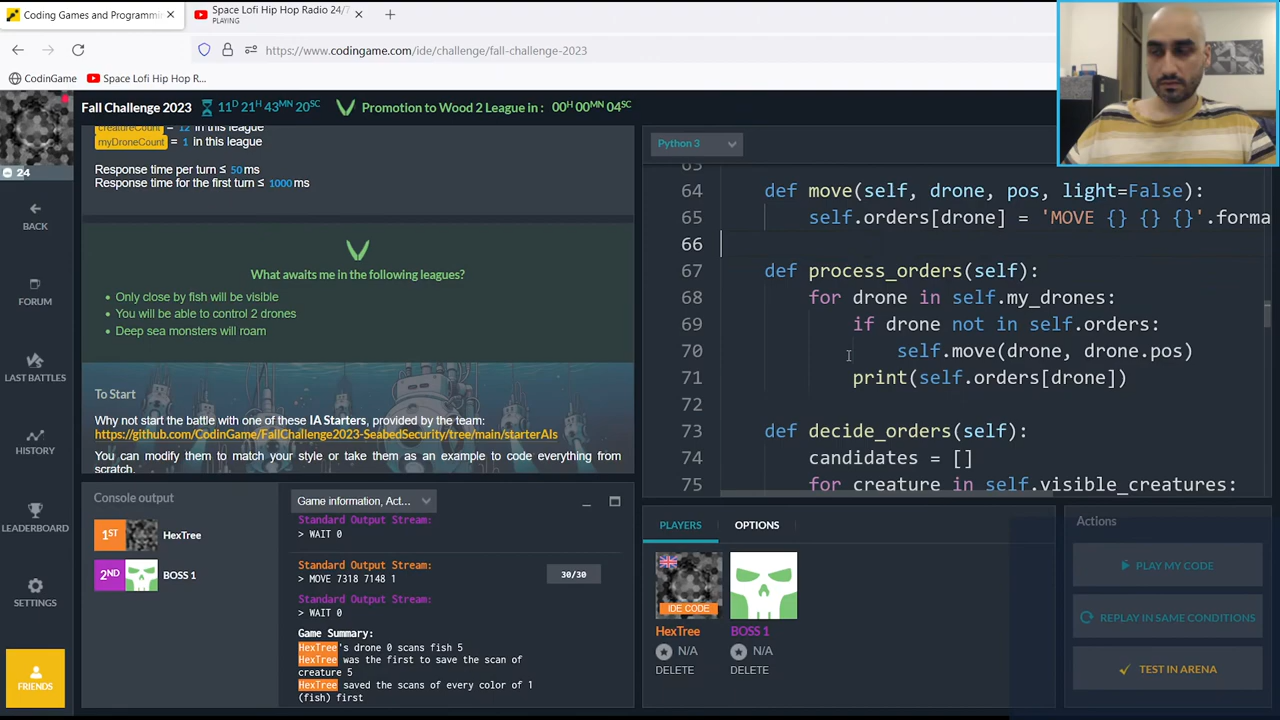 Coding Games and Programmin
Space Lofi Hip Hop Radio 24/7
PLAYING
https://www.codingame.com/ide/challenge/fall-challenge-2023
CodinGame
Space Lofi Hip Hop R...
Fall Challenge 2023
11D 21H 43MN 20SC
Promotion to Wood 2 League in : 00H 00MN 04SC
24
BACK
FORUM
LAST BATTLES
HISTORY
LEADERBOARD
SETTINGS
FRIENDS
creatureCount = 12 in this league
myDroneCount = 1 in this league
Response time per turn ≤ 50 ms
Response time for the first turn ≤ 1000 ms
What awaits me in the following leagues?
• Only close by fish will be visible
• You will be able to control 2 drones
• Deep sea monsters will roam
To Start
Why not start the battle with one of these IA Starters, provided by the team:
https://github.com/CodinGame/FallChallenge2023-SeabedSecurity/tree/main/starterAIs
You can modify them to match your style or take them as an example to code everything from
scratch.
Console output
1ST HexTree
2ND BOSS 1
Game information, Act...
Standard Output Stream:
> WAIT 0
Standard Output Stream:
> MOVE 7318 7148 1
30/30
Standard Output Stream:
> WAIT 0
Game Summary:
HexTree's drone 0 scans fish 5
HexTree was the first to save the scan of
creature 5
HexTree saved the scans of every color of 1
(fish) first
Python 3
63
64 def move(self, drone, pos, light=False):
65 self.orders[drone] = 'MOVE {} {} {}'.forma
66
67 def process_orders(self):
68 for drone in self.my_drones:
69 if drone not in self.orders:
70 self.move(drone, drone.pos)
71 print(self.orders[drone])
72
73 def decide_orders(self):
74 candidates = []
75 for creature in self.visible_creatures:
PLAYERS
OPTIONS
IDE CODE
HexTree
N/A
DELETE
BOSS 1
N/A
DELETE
Actions
PLAY MY CODE
REPLAY IN SAME CONDITIONS
TEST IN ARENA